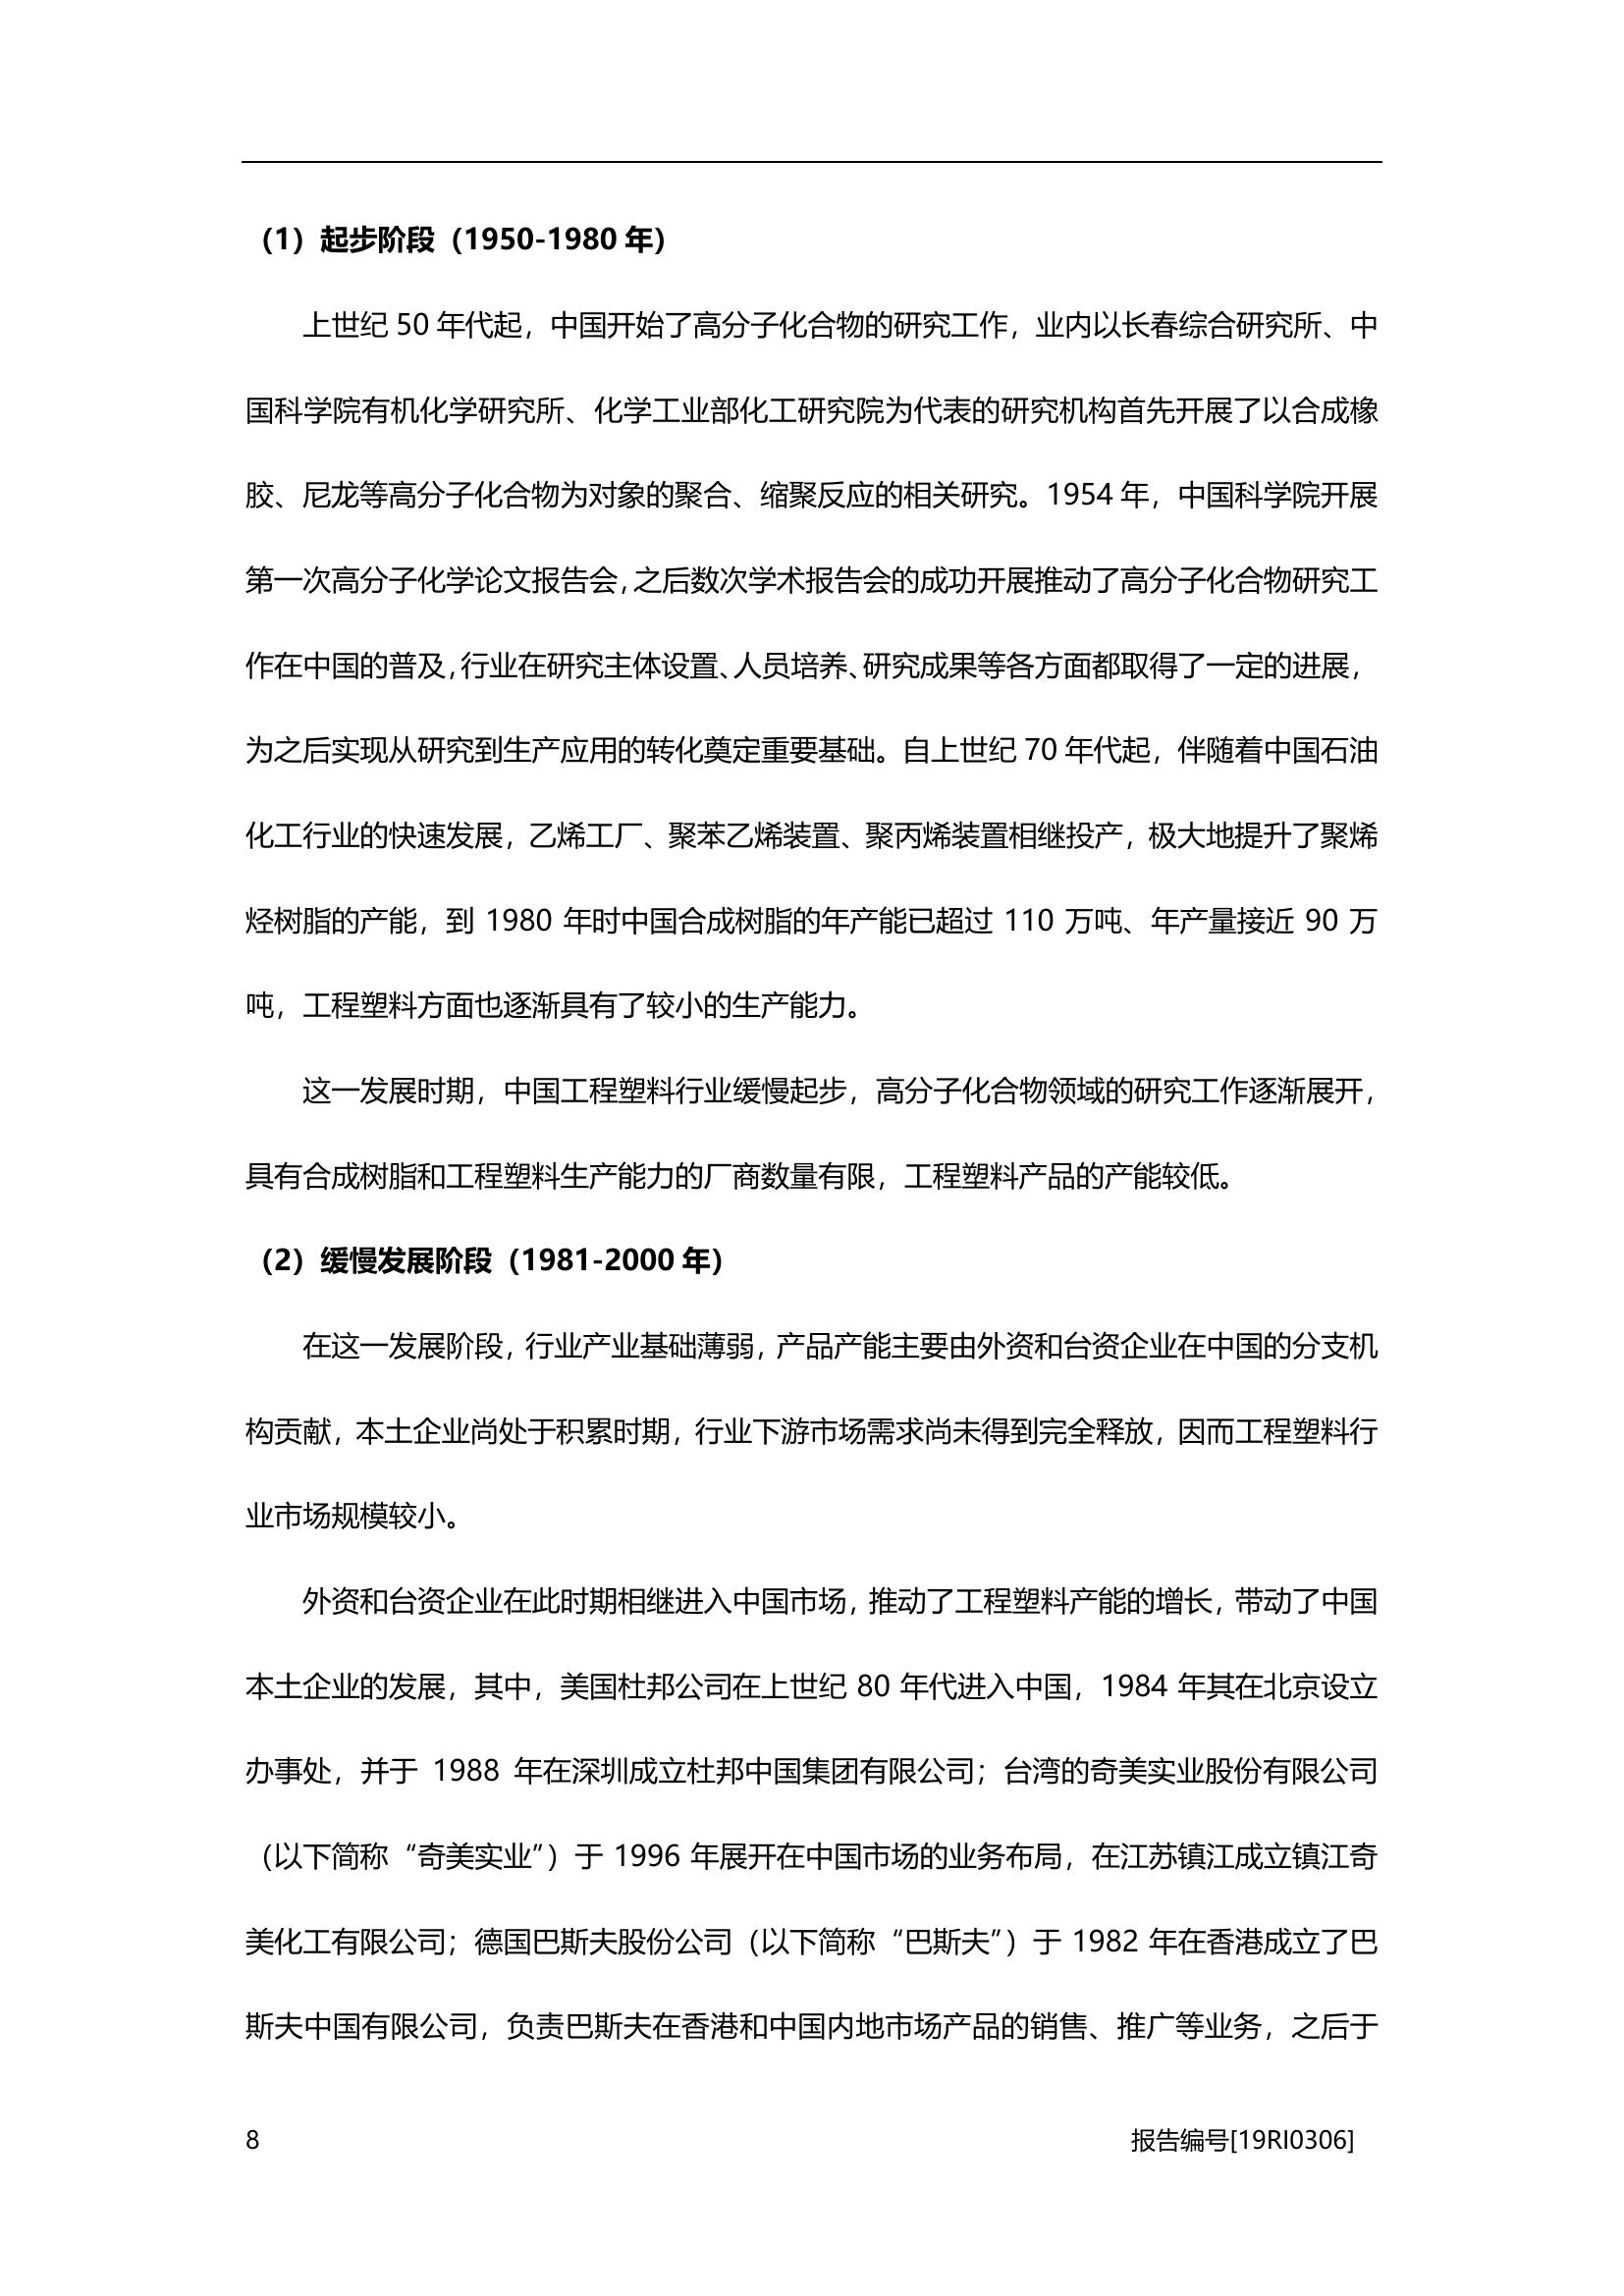 （1）起步阶段（1950-1980 年）
上世纪 50 年代起，中国开始了高分子化合物的研究工作，业内以长春综合研究所、中
国科学院有机化学研究所、化学工业部化工研究院为代表的研究机构首先开展了以合成橡
胶、尼龙等高分子化合物为对象的聚合、缩聚反应的相关研究。1954 年，中国科学院开展
第一次高分子化学论文报告会，之后数次学术报告会的成功开展推动了高分子化合物研究工
作在中国的普及，行业在研究主体设置、人员培养、研究成果等各方面都取得了一定的进展，
为之后实现从研究到生产应用的转化奠定重要基础。自上世纪 70 年代起，伴随着中国石油
化工行业的快速发展，乙烯工厂、聚苯乙烯装置、聚丙烯装置相继投产，极大地提升了聚烯
烃树脂的产能，到 1980 年时中国合成树脂的年产能已超过 110 万吨、年产量接近 90 万
吨，工程塑料方面也逐渐具有了较小的生产能力。
这一发展时期，中国工程塑料行业缓慢起步，高分子化合物领域的研究工作逐渐展开，
具有合成树脂和工程塑料生产能力的厂商数量有限，工程塑料产品的产能较低。
（2）缓慢发展阶段（1981-2000 年）
在这一发展阶段，行业产业基础薄弱，产品产能主要由外资和台资企业在中国的分支机
构贡献，本土企业尚处于积累时期，行业下游市场需求尚未得到完全释放，因而工程塑料行
业市场规模较小。
外资和台资企业在此时期相继进入中国市场，推动了工程塑料产能的增长，带动了中国
本土企业的发展，其中，美国杜邦公司在上世纪 80 年代进入中国，1984 年其在北京设立
办事处，并于 1988 年在深圳成立杜邦中国集团有限公司；台湾的奇美实业股份有限公司
（以下简称“奇美实业”）于 1996 年展开在中国市场的业务布局，在江苏镇江成立镇江奇
美化工有限公司；德国巴斯夫股份公司（以下简称“巴斯夫”）于 1982 年在香港成立了巴
斯夫中国有限公司，负责巴斯夫在香港和中国内地市场产品的销售、推广等业务，之后于
8 报告编号[19RI0306]